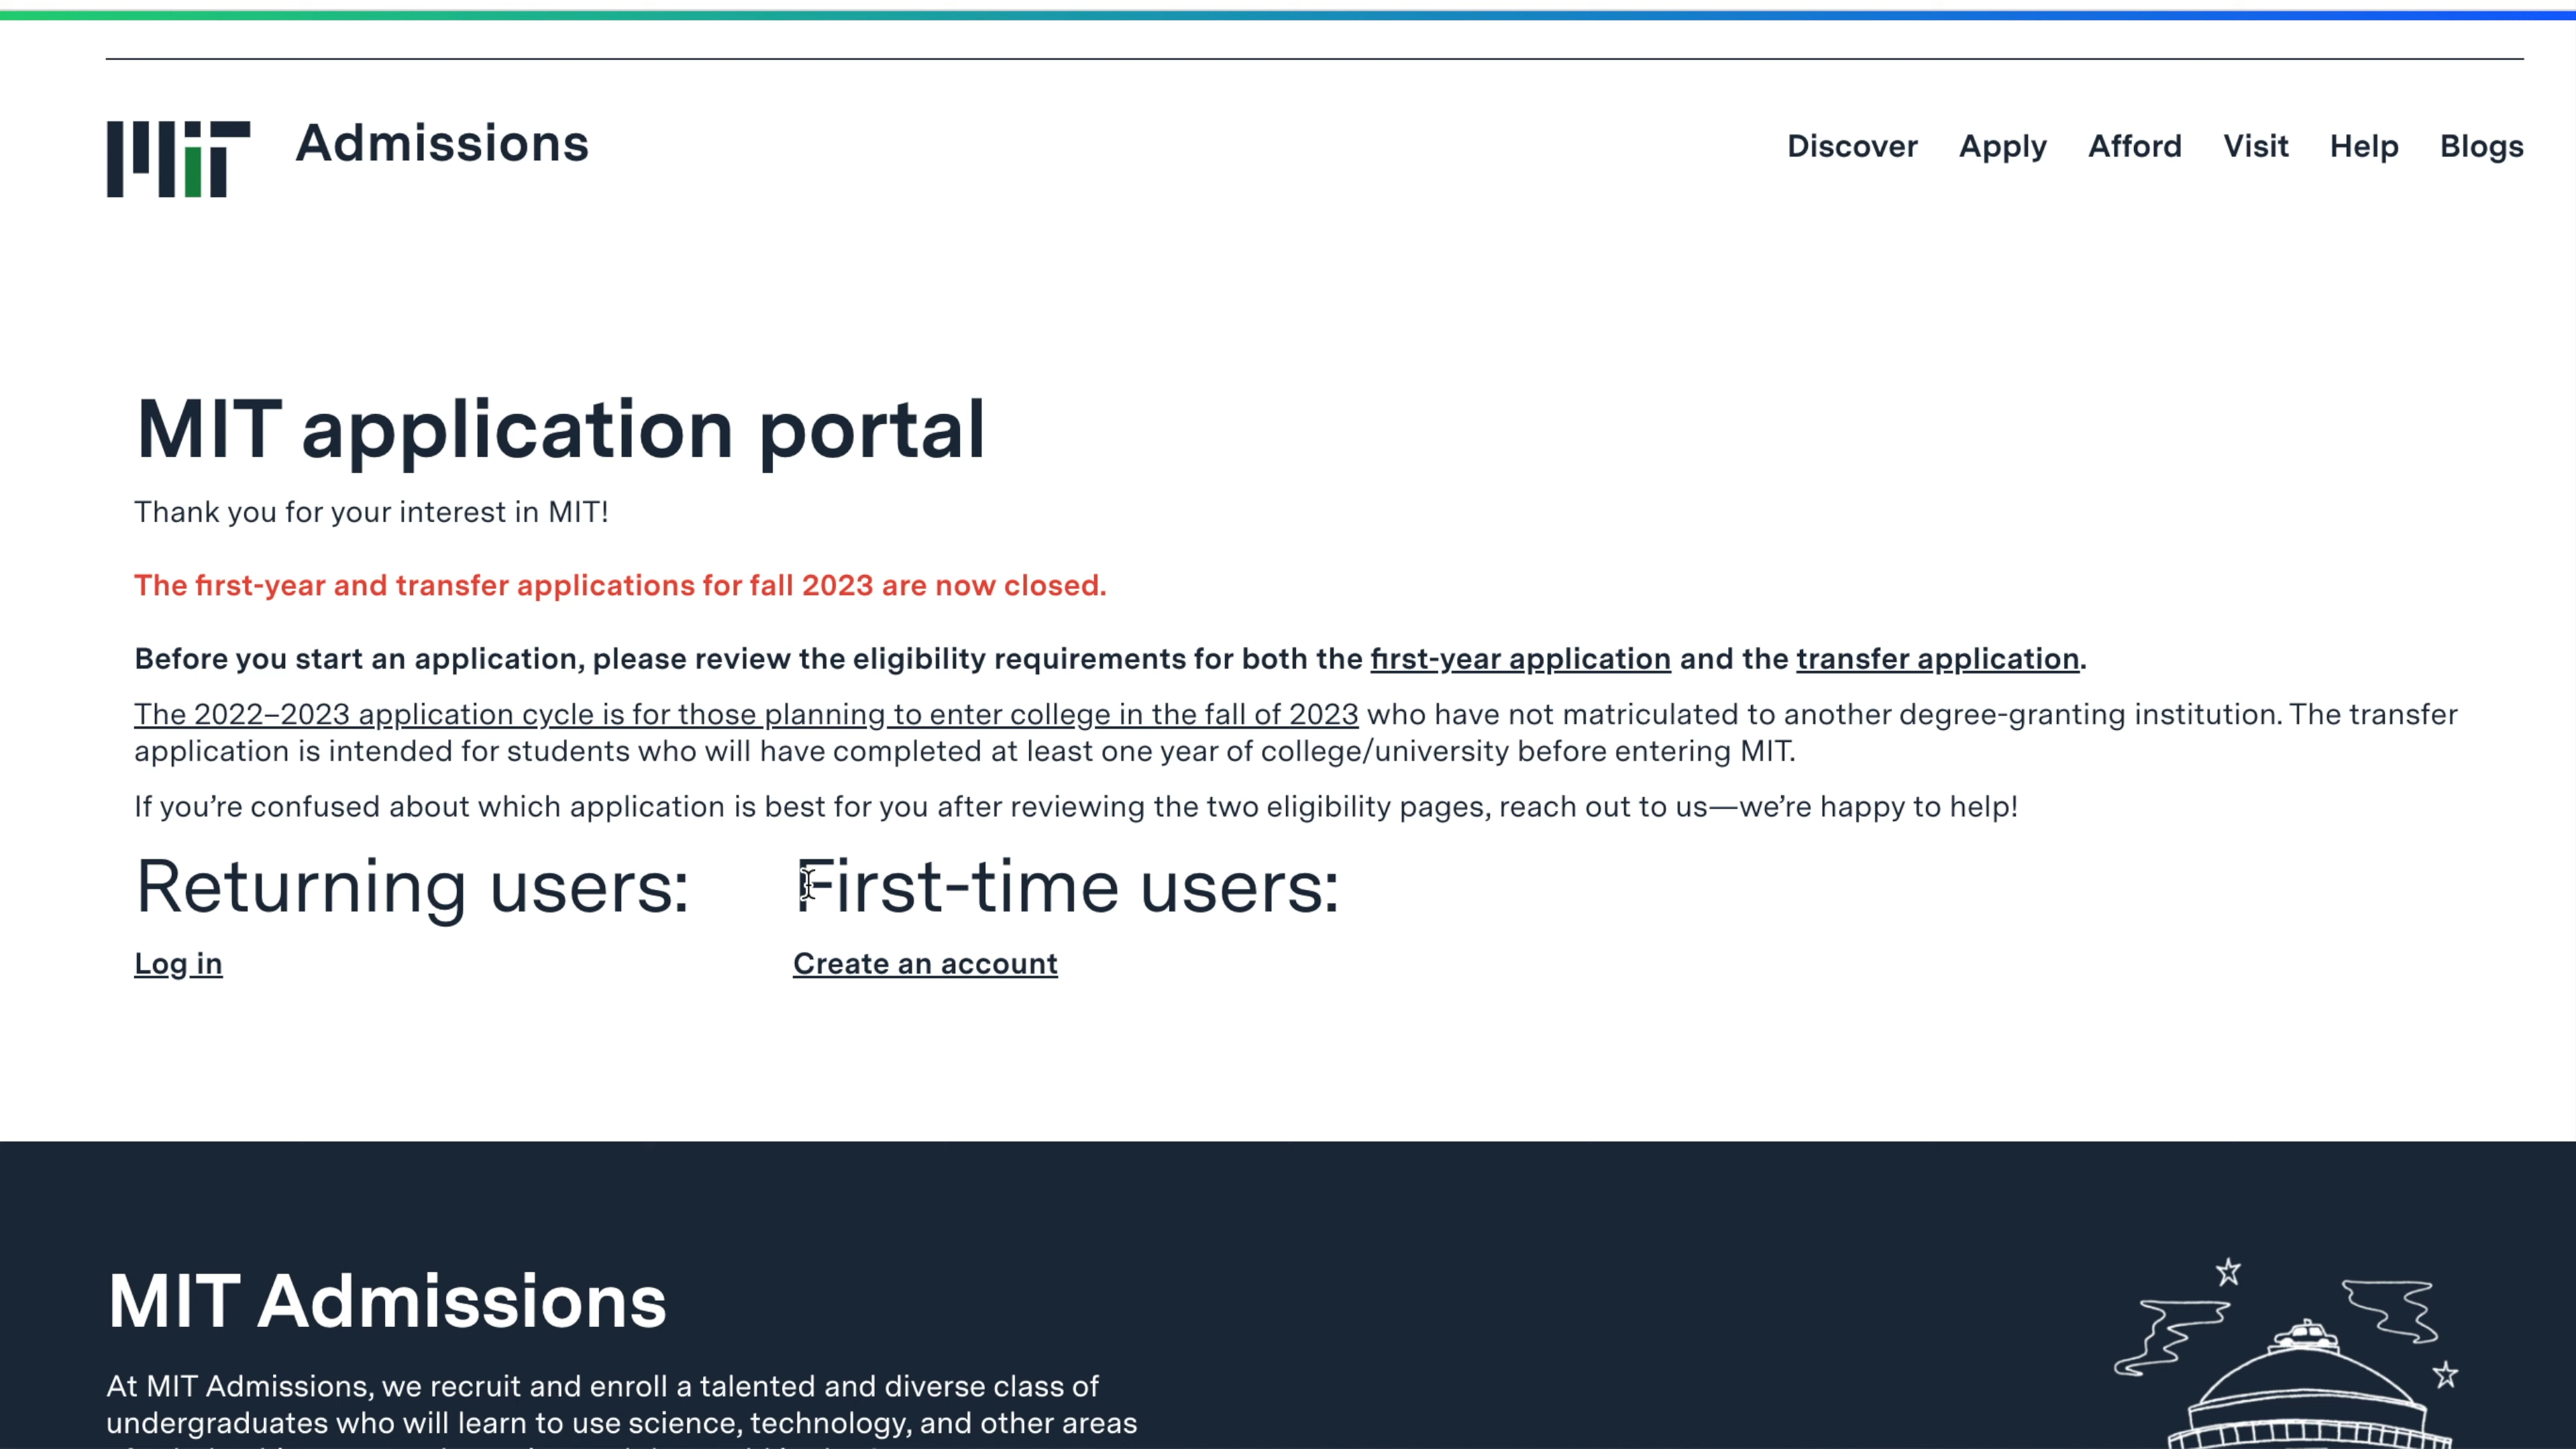 MIT Admissions
Discover Apply Afford Visit Help Blogs
MIT application portal
Thank you for your interest in MIT!
The first-year and transfer applications for fall 2023 are now closed.
Before you start an application, please review the eligibility requirements for both the first-year application and the transfer application.
The 2022–2023 application cycle is for those planning to enter college in the fall of 2023 who have not matriculated to another degree-granting institution. The transfer
application is intended for students who will have completed at least one year of college/university before entering MIT.
If you’re confused about which application is best for you after reviewing the two eligibility pages, reach out to us—we’re happy to help!
Returning users:
Log in
First-time users:
Create an account
MIT Admissions
At MIT Admissions, we recruit and enroll a talented and diverse class of
undergraduates who will learn to use science, technology, and other areas